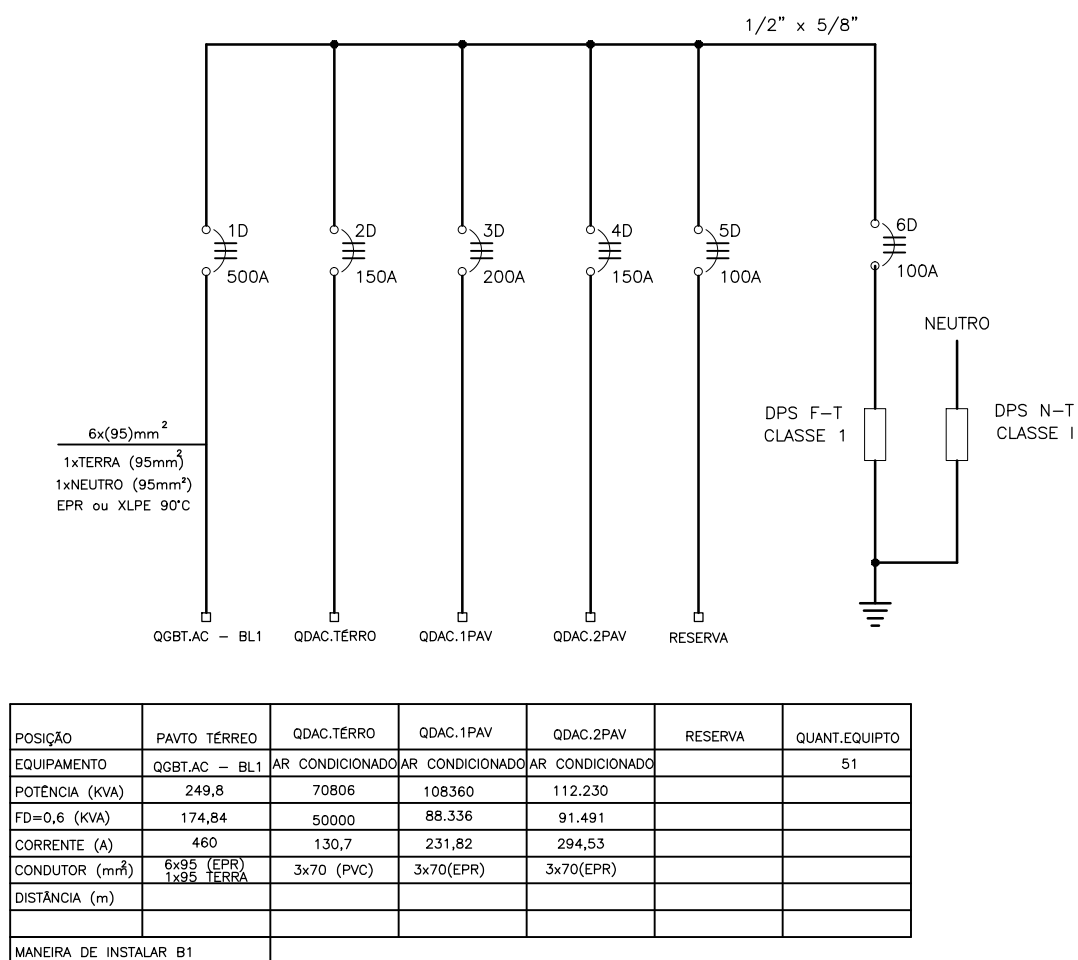 1/2" x 5/8"
1D
500A
2D
150A
3D
200A
4D
150A
5D
100A
6D
100A
NEUTRO
DPS F-T
CLASSE 1
DPS N-T
CLASSE I
6x(95)mm²
1xTERRA (95mm²)
1xNEUTRO (95mm²)
EPR ou XLPE 90°C
QGBT.AC - BL1
QDAC.TÉRRO
QDAC.1PAV
QDAC.2PAV
RESERVA
POSIÇÃO PAVTO TÉRREO QDAC.TÉRRO QDAC.1PAV QDAC.2PAV RESERVA QUANT.EQUIPTO
EQUIPAMENTO QGBT.AC - BL1 AR CONDICIONADO AR CONDICIONADO AR CONDICIONADO 51
POTÊNCIA (KVA) 249,8 70806 108360 112.230
FD=0,6 (KVA) 174,84 50000 88.336 91.491
CORRENTE (A) 460 130,7 231,82 294,53
CONDUTOR (mm²) 6x95 (EPR) 1x95 TERRA 3x70 (PVC) 3x70(EPR) 3x70(EPR)
DISTÂNCIA (m)
MANEIRA DE INSTALAR B1